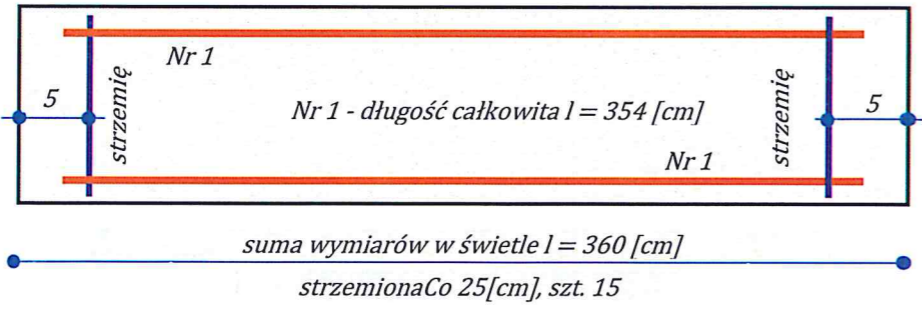 Nr 1
5
strzemię
Nr 1 - długość całkowita l = 354 [cm]
strzemię
5
Nr 1
suma wymiarów w świetle l = 360 [cm]
strzemionaCo 25[cm], szt. 15